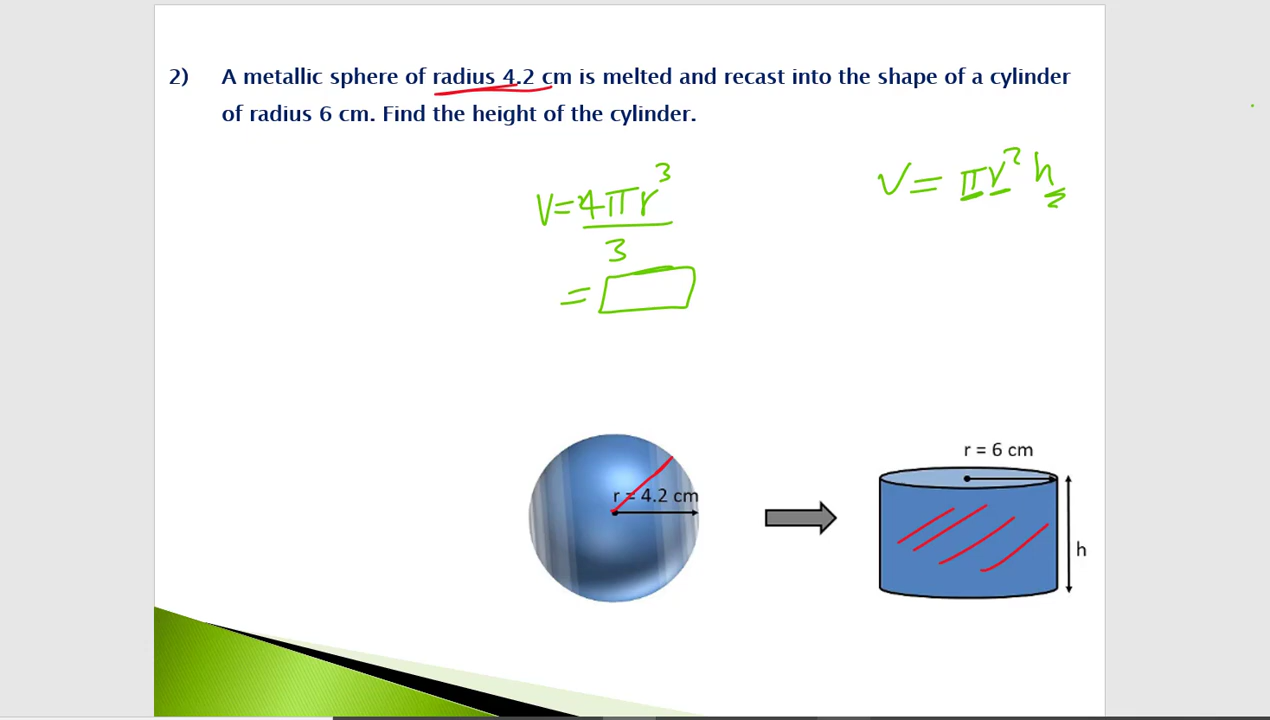 2) A metallic sphere of radius 4.2 cm is melted and recast into the shape of a cylinder
of radius 6 cm. Find the height of the cylinder.
V = πr² h
V = 4πr³
3
=
r = 6 cm
r = 4.2 cm
h